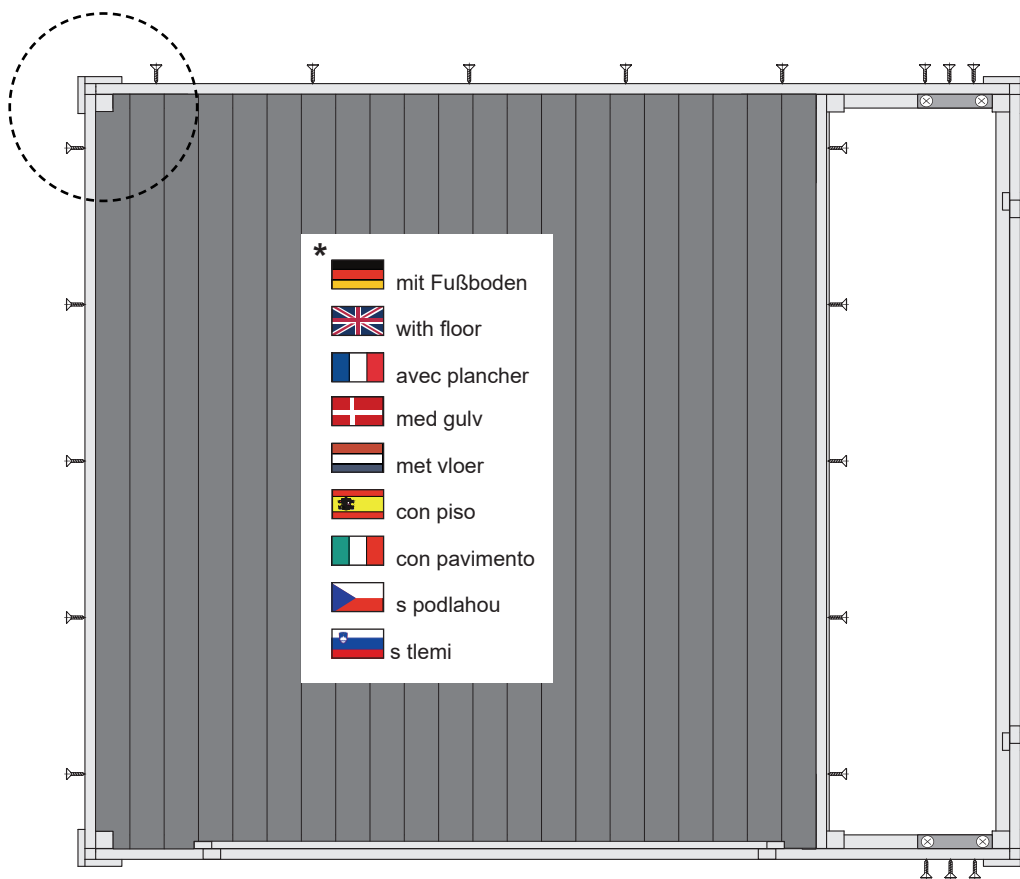 *
mit Fußboden
with floor
avec plancher
med gulv
met vloer
con piso
con pavimento
s podlahou
s tlemi